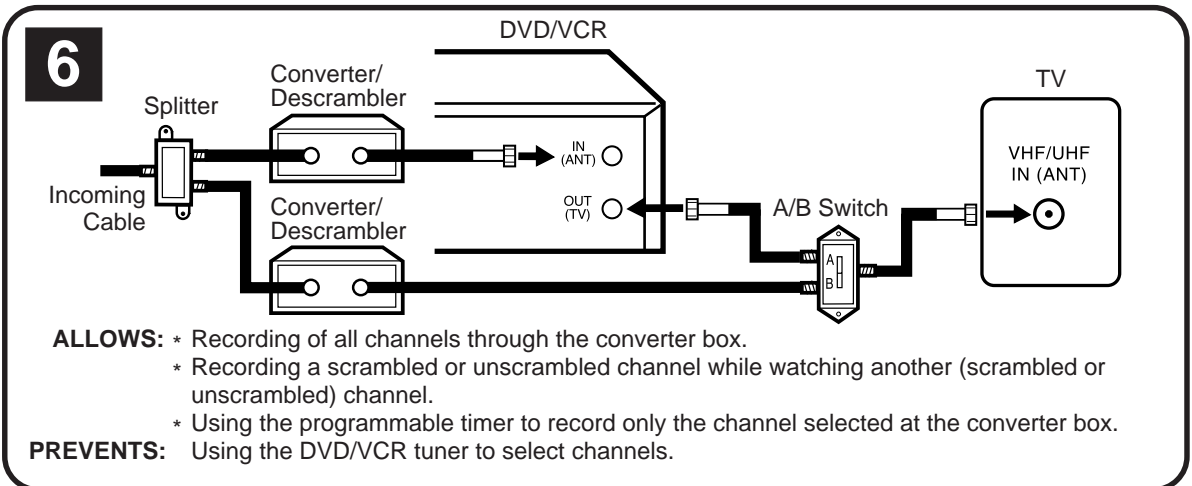 6
DVD/VCR
Converter/
Descrambler
Splitter
TV
IN
(ANT)
VHF/UHF
IN (ANT)
Incoming
Cable
OUT
(TV)
Converter/
Descrambler
A/B Switch
A
B
ALLOWS: * Recording of all channels through the converter box.
* Recording a scrambled or unscrambled channel while watching another (scrambled or
unscrambled) channel.
* Using the programmable timer to record only the channel selected at the converter box.
PREVENTS: Using the DVD/VCR tuner to select channels.